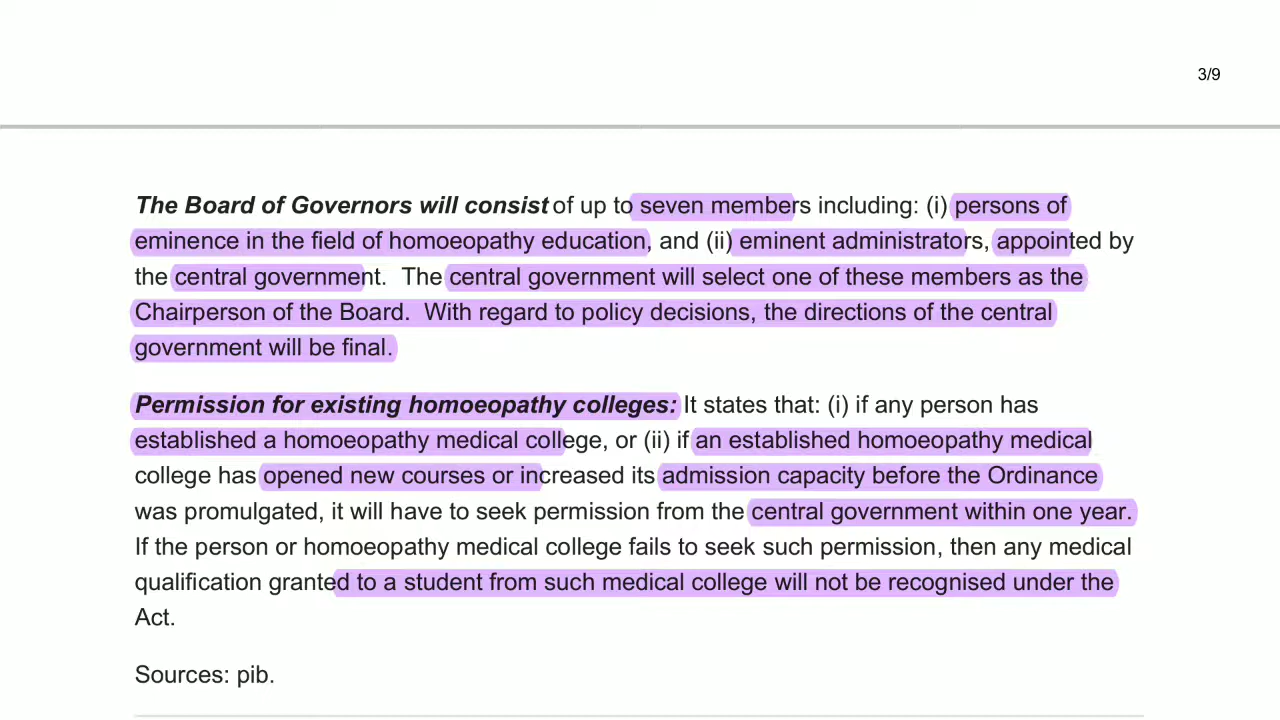 3/9
The Board of Governors will consist of up to seven members including: (i) persons of
eminence in the field of homoeopathy education, and (ii) eminent administrators, appointed by
the central government.  The central government will select one of these members as the
Chairperson of the Board.  With regard to policy decisions, the directions of the central
government will be final.
Permission for existing homoeopathy colleges: It states that: (i) if any person has
established a homoeopathy medical college, or (ii) if an established homoeopathy medical
college has opened new courses or increased its admission capacity before the Ordinance
was promulgated, it will have to seek permission from the central government within one year.
If the person or homoeopathy medical college fails to seek such permission, then any medical
qualification granted to a student from such medical college will not be recognised under the
Act.
Sources: pib.